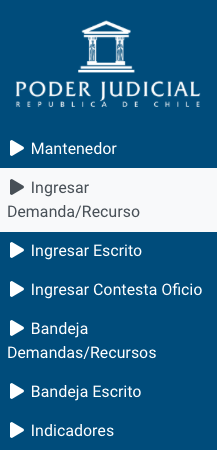 PODER JUDICIAL
REPUBLICA DE CHILE
Mantenedor
Ingresar
Demanda/Recurso
Ingresar Escrito
Ingresar Contesta Oficio
Bandeja
Demandas/Recursos
Bandeja Escrito
Indicadores